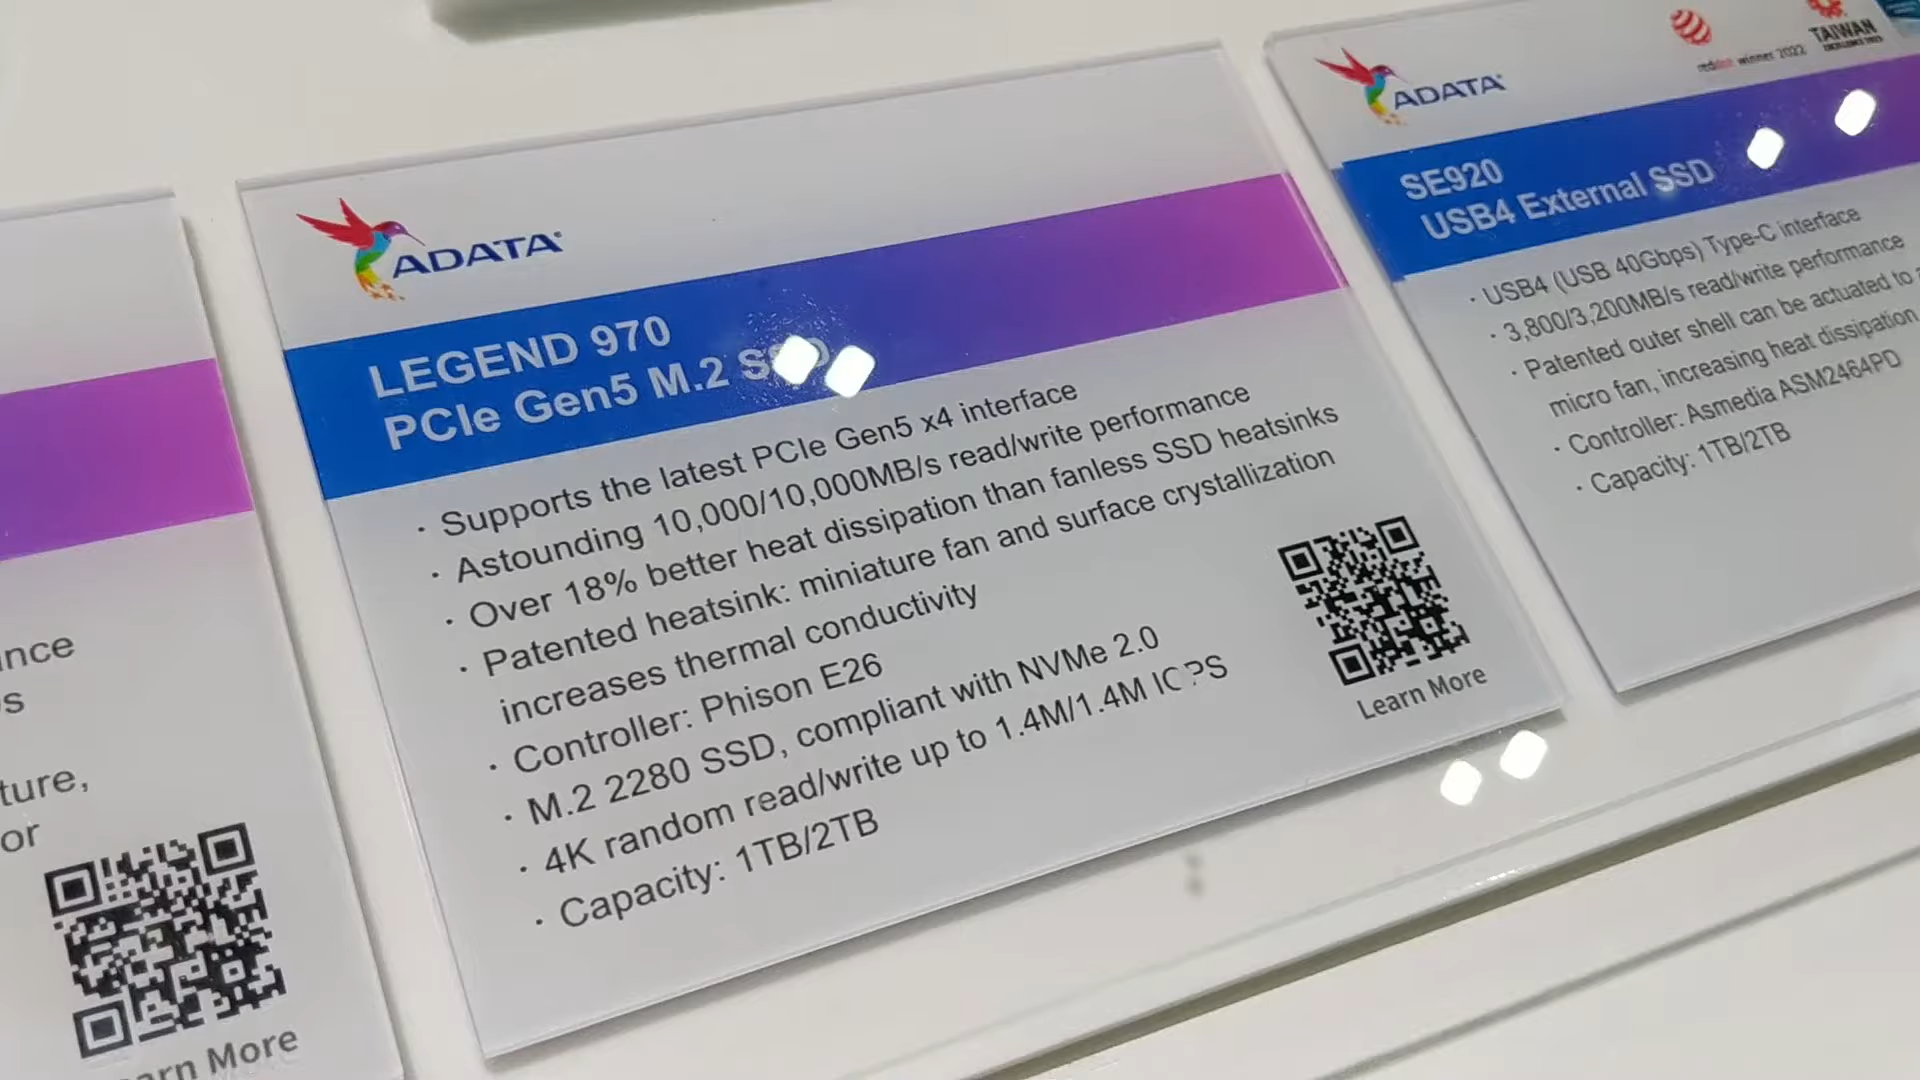 ADATA
LEGEND 970
PCIe Gen5 M.2
· Supports the latest PCIe Gen5 x4 interface
· Astounding 10,000/10,000MB/s read/write performance
· Over 18% better heat dissipation than fanless SSD heatsinks
· Patented heatsink: miniature fan and surface crystallization
increases thermal conductivity
· Controller: Phison E26
· M.2 2280 SSD, compliant with NVMe 2.0
· 4K random read/write up to 1.4M/1.4M IOPS
· Capacity: 1TB/2TB
Learn More
ADATA
reddot winner 2022
TAIWAN
EXCELLENCE
SE920
USB4 External SSD
· USB4 (USB 40Gbps) Type-C interface
· 3,800/3,200MB/s read/write performance
· Patented outer shell can be actuated to
micro fan, increasing heat dissipation
· Controller: Asmedia ASM2464PD
· Capacity: 1TB/2TB
ture,
or
More